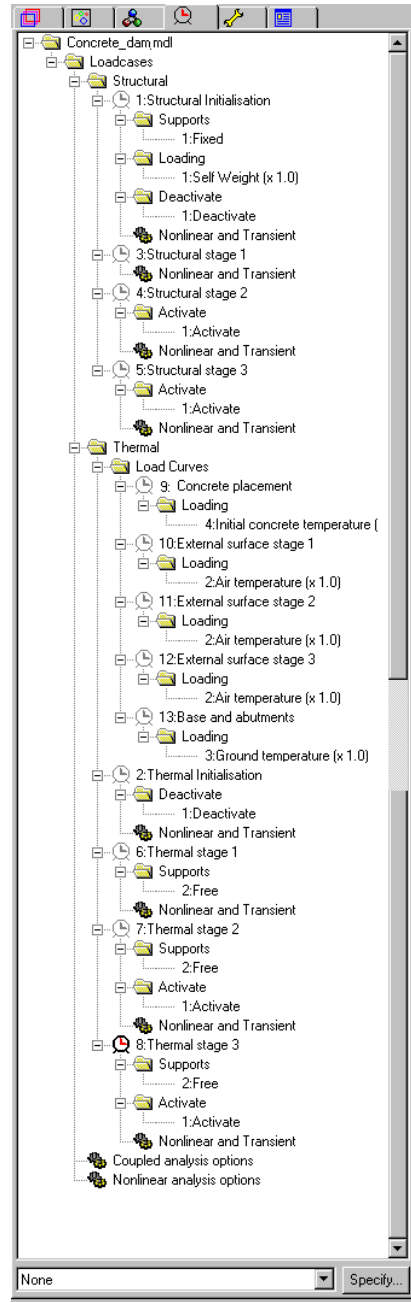 Concrete_dam.mdl
Loadcases
Structural
1:Structural Initialisation
Supports
1:Fixed
Loading
1:Self Weight (x 1.0)
Deactivate
1:Deactivate
Nonlinear and Transient
3:Structural stage 1
Nonlinear and Transient
4:Structural stage 2
Activate
1:Activate
Nonlinear and Transient
5:Structural stage 3
Activate
1:Activate
Nonlinear and Transient
Thermal
Load Curves
9: Concrete placement
Loading
4:Initial concrete temperature (
10:External surface stage 1
Loading
2:Air temperature (x 1.0)
11:External surface stage 2
Loading
2:Air temperature (x 1.0)
12:External surface stage 3
Loading
2:Air temperature (x 1.0)
13:Base and abutments
Loading
3:Ground temperature (x 1.0)
2:Thermal Initialisation
Deactivate
1:Deactivate
Nonlinear and Transient
6:Thermal stage 1
Supports
2:Free
Nonlinear and Transient
7:Thermal stage 2
Supports
2:Free
Activate
1:Activate
Nonlinear and Transient
8:Thermal stage 3
Supports
2:Free
Activate
1:Activate
Nonlinear and Transient
Coupled analysis options
Nonlinear analysis options
None Specify...